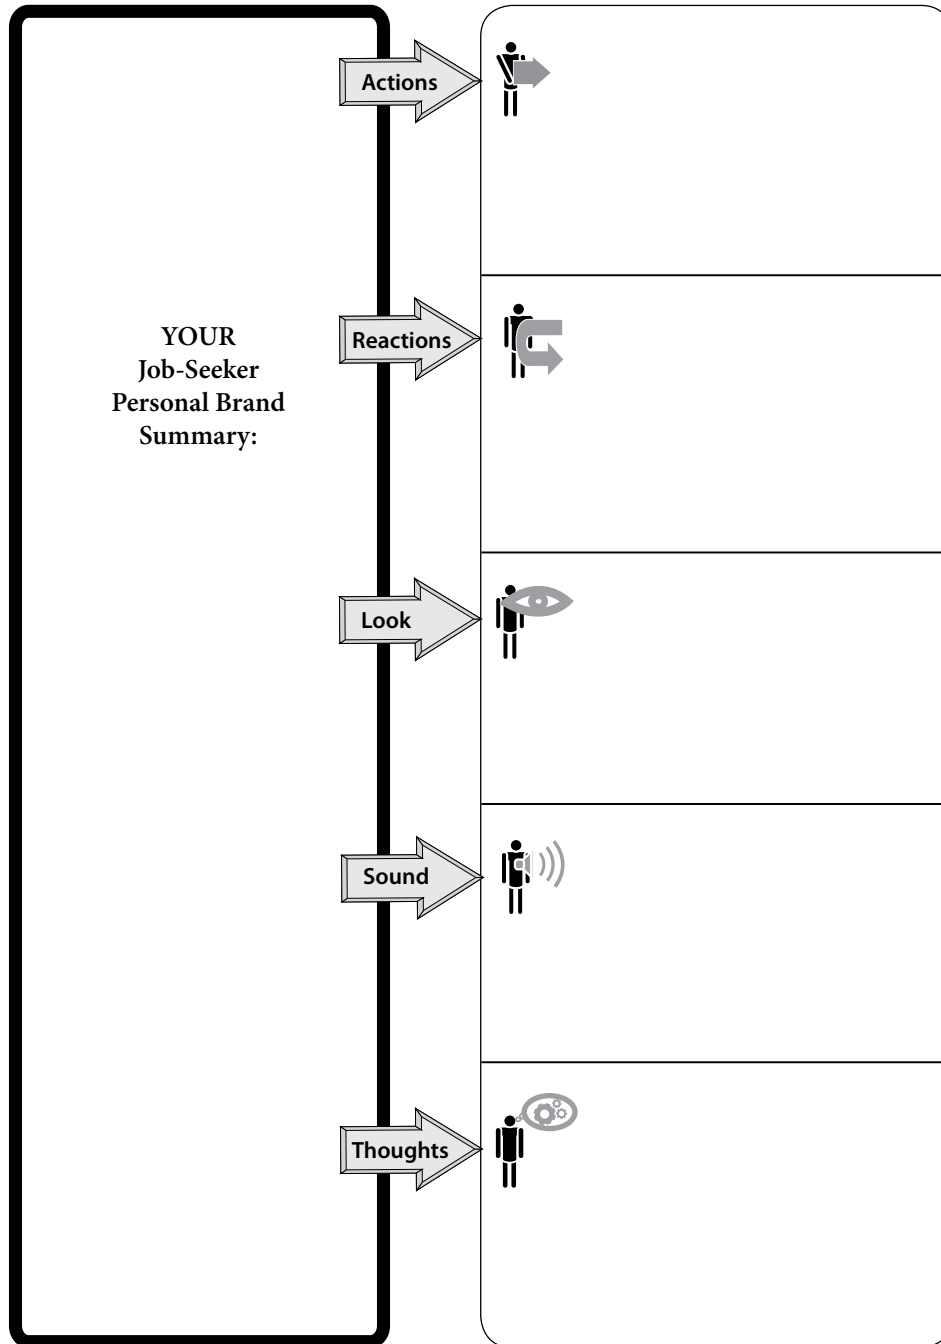 YOUR
Job-Seeker
Personal Brand
Summary:
Actions
Reactions
Look
Sound
Thoughts